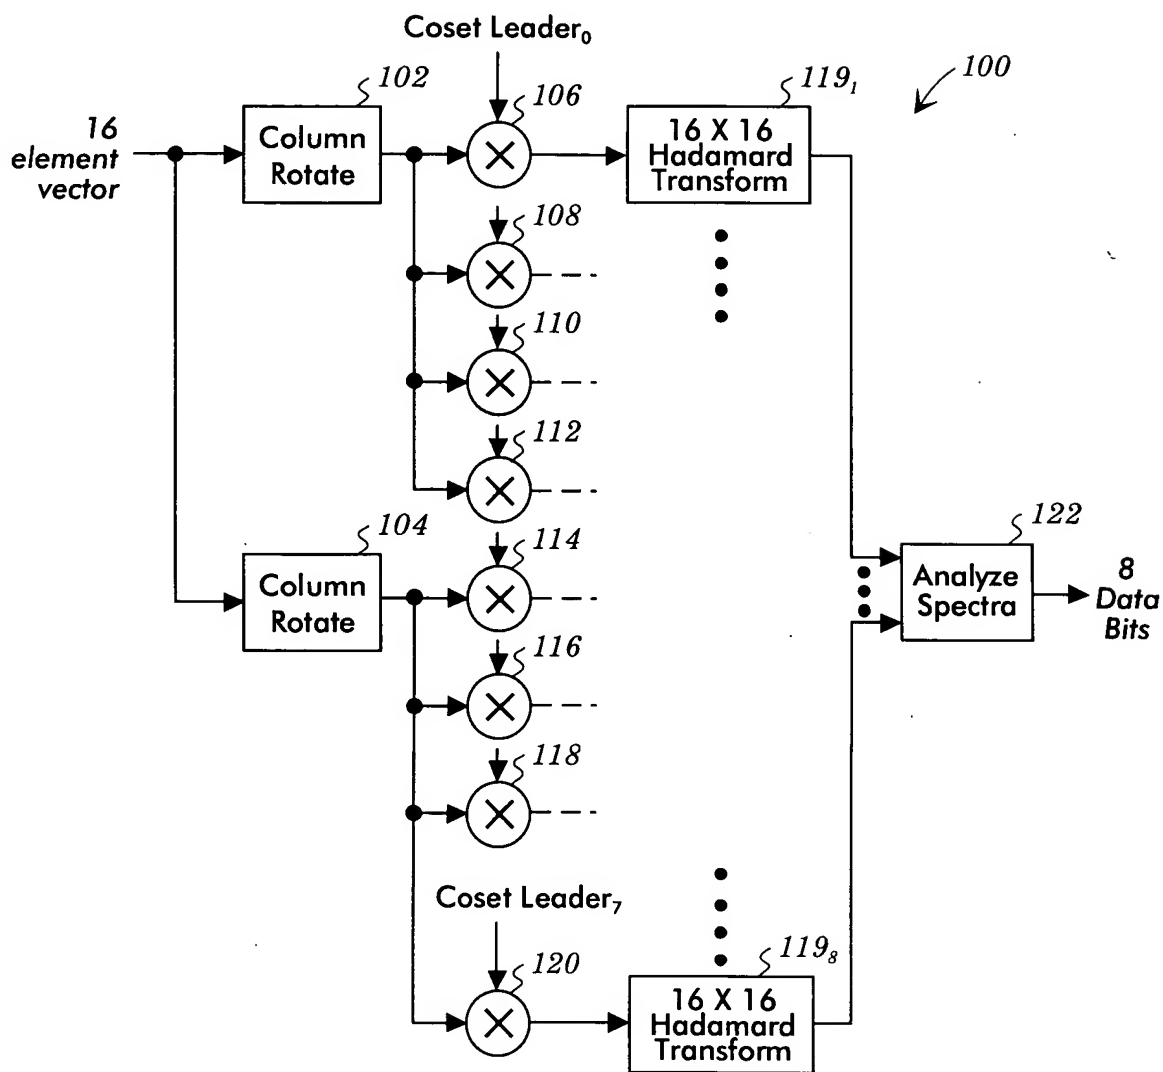 Coset Leader₀
100
102
106
119₁
16
element
vector
Column
Rotate
16 X 16
Hadamard
Transform
108
110
112
104
114
122
Column
Rotate
Analyze
Spectra
8
Data
Bits
116
118
Coset Leader₇
120
119₈
16 X 16
Hadamard
Transform